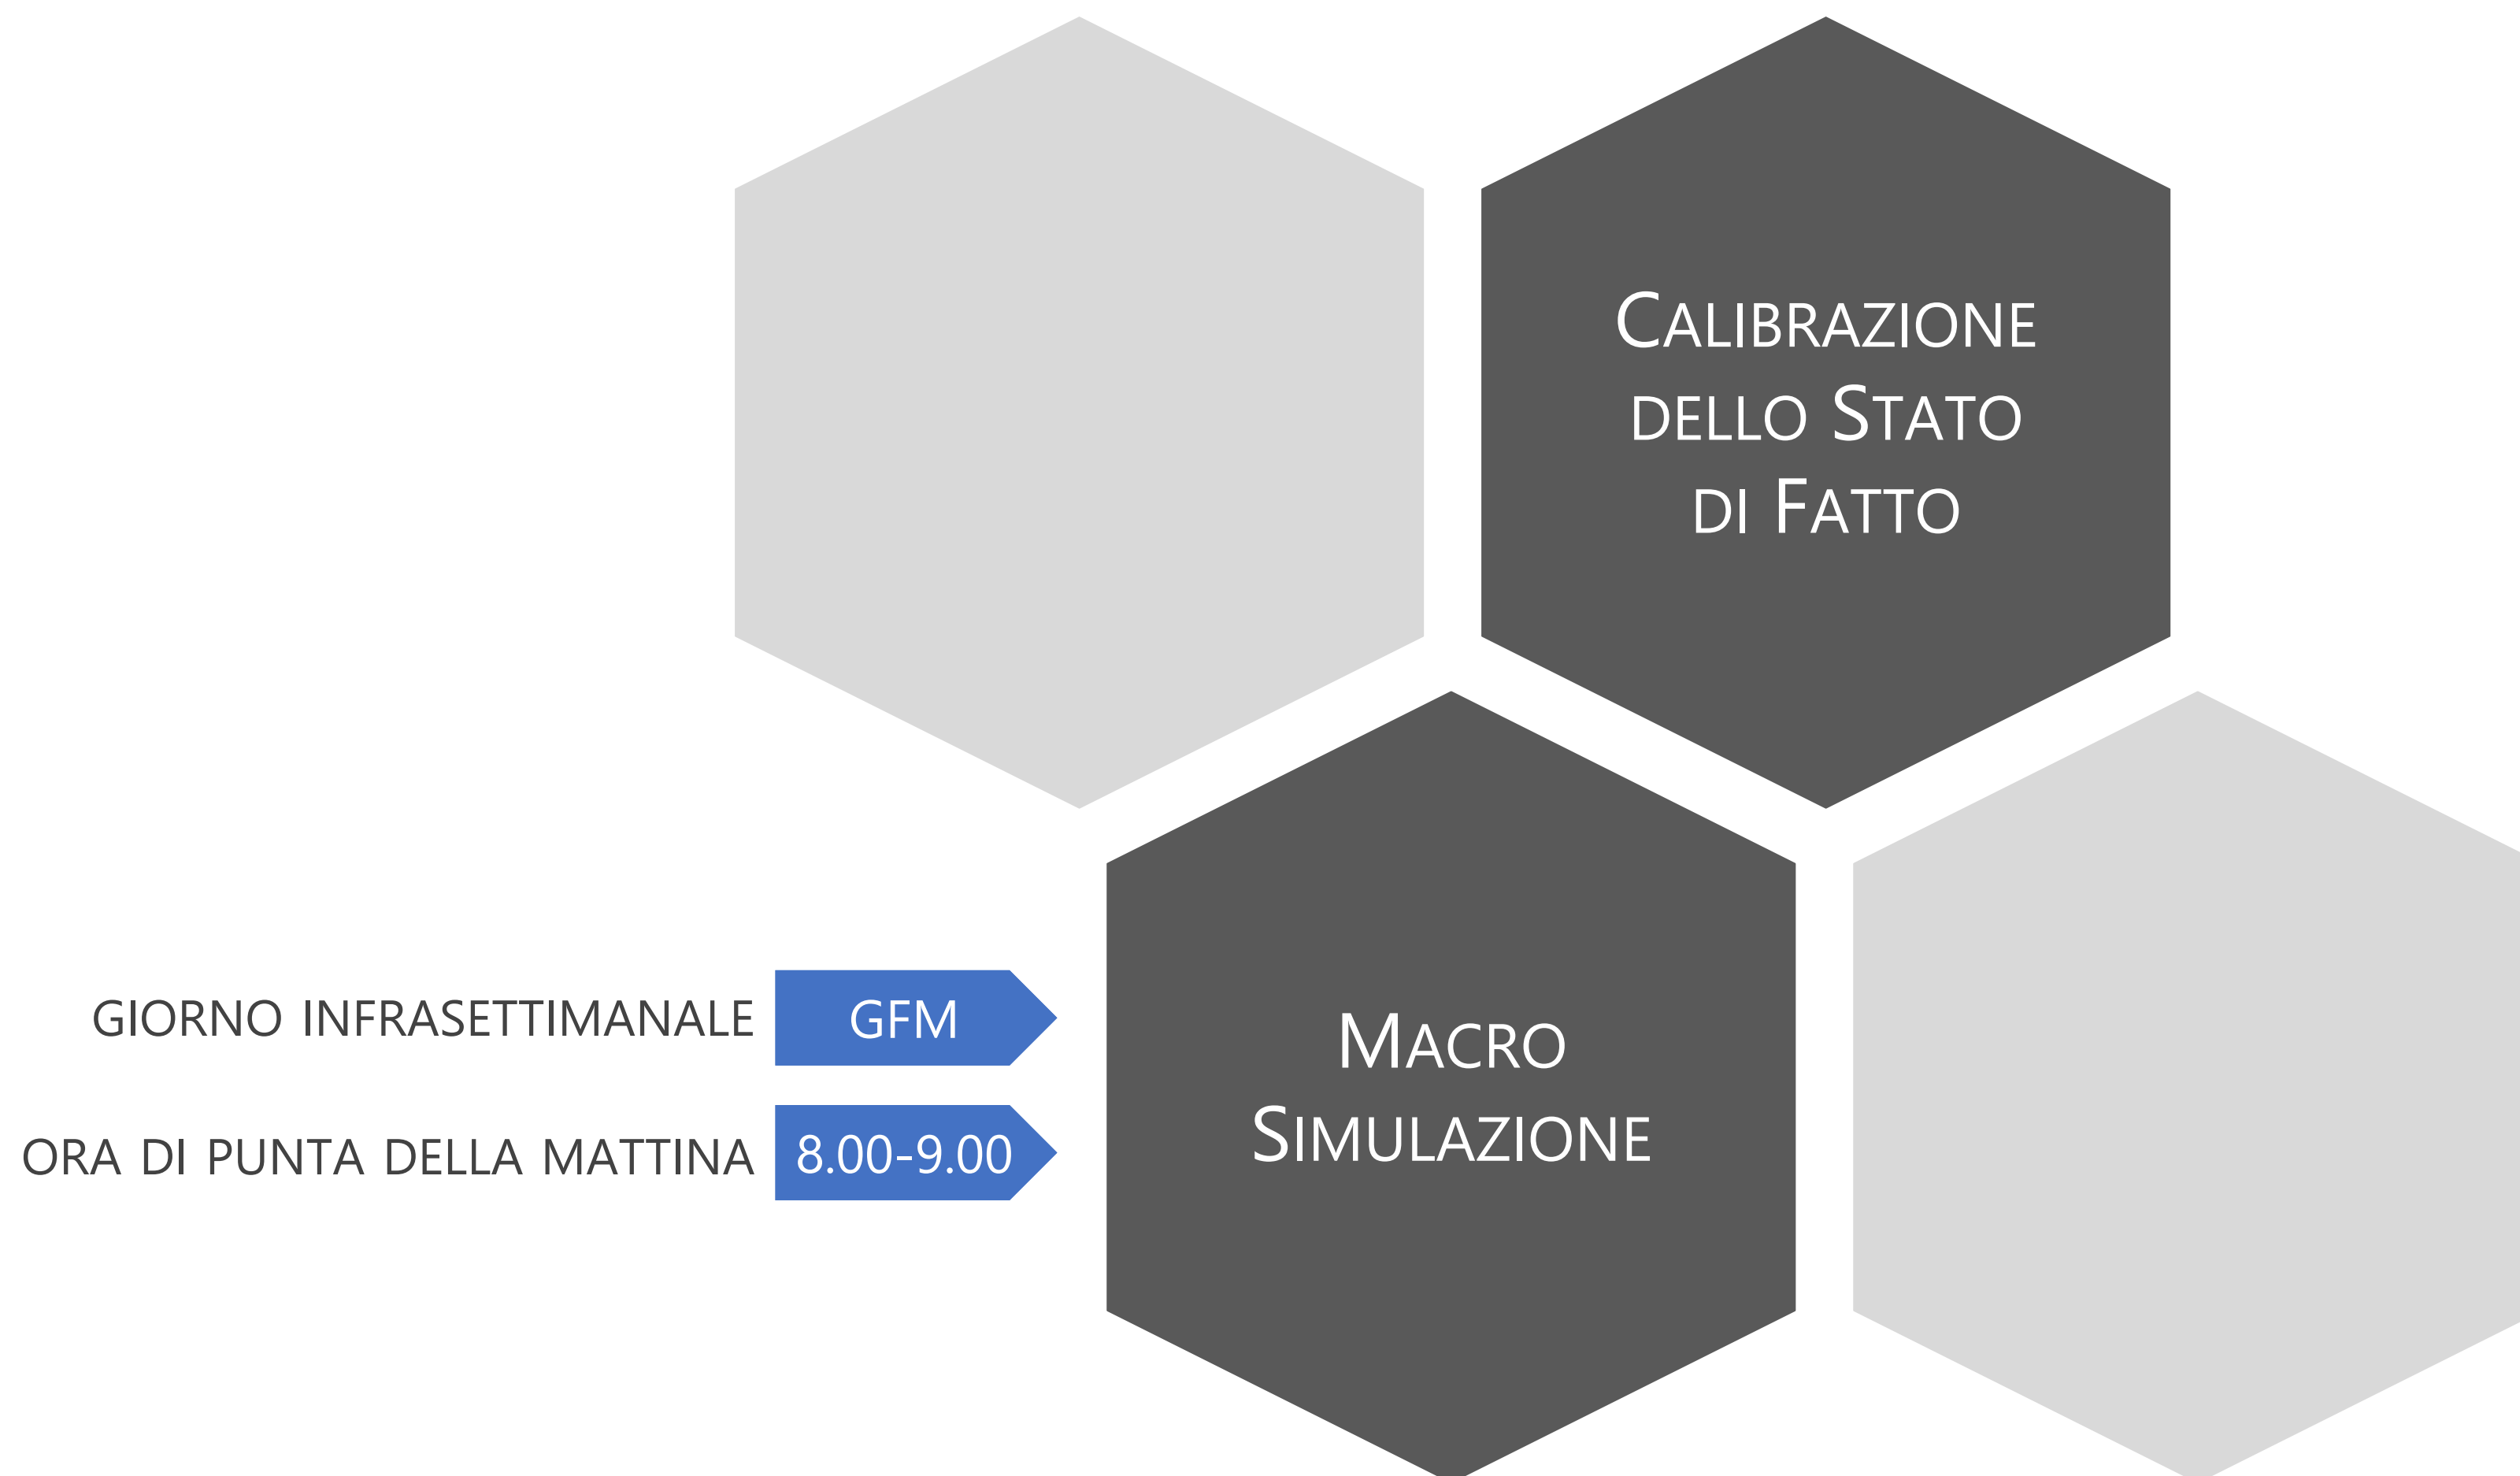 Calibrazione
dello Stato
di Fatto
giorno infrasettimanale GFM
Macro
Simulazione
ora di punta della mattina 8.00-9.00